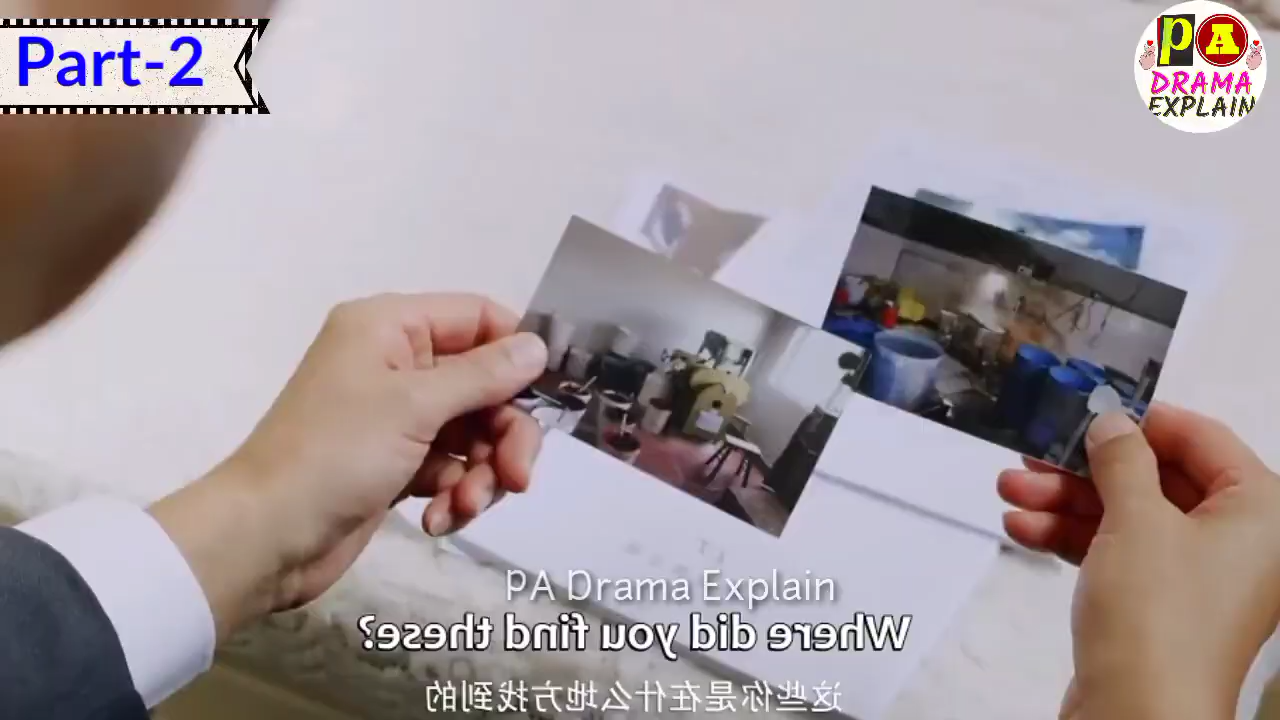 Part-2
PA
DRAMA
EXPLAIN
PA Drama Explain
Where did you find these?
这些你是在什么地方找到的